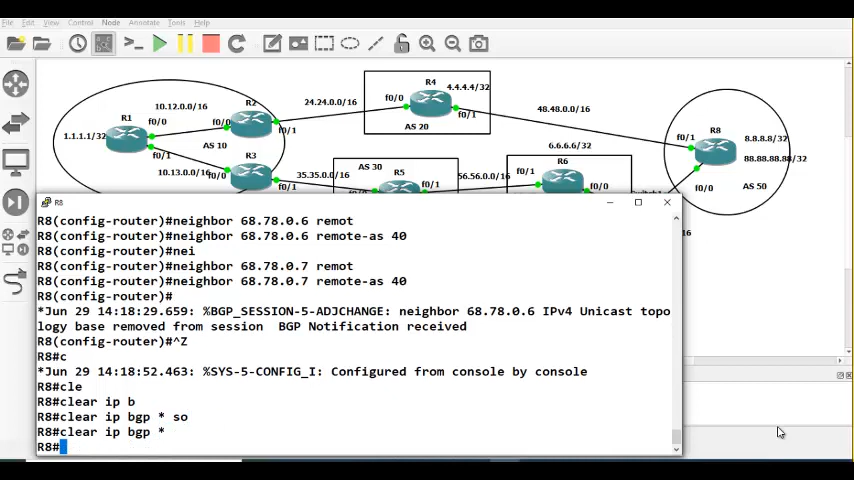 File Edit View Control Node Annotate Tools Help
R4
4.4.4.4/32
f0/0
f0/1
AS 20
24.24.0.0/16
48.48.0.0/16
10.12.0.0/16
R2
R1
f0/0
f0/0
f0/1
1.1.1.1/32
AS 10
f0/1
10.13.0.0/16
f0/0
R3
f0/1
35.35.0.0/16
AS 30
R5
f0/1
56.56.0.0/16
6.6.6.6/32
R6
f0/1
f0/0
R8
f0/1
8.8.8.8/32
88.88.88.88/32
AS 50
f0/0
R8
R8(config-router)#neighbor 68.78.0.6 remot
R8(config-router)#neighbor 68.78.0.6 remote-as 40
R8(config-router)#nei
R8(config-router)#neighbor 68.78.0.7 remot
R8(config-router)#neighbor 68.78.0.7 remote-as 40
R8(config-router)#
*Jun 29 14:18:29.659: %BGP_SESSION-5-ADJCHANGE: neighbor 68.78.0.6 IPv4 Unicast topo
logy base removed from session  BGP Notification received
R8(config-router)#^Z
R8#c
*Jun 29 14:18:52.463: %SYS-5-CONFIG_I: Configured from console by console
R8#cle
R8#clear ip b
R8#clear ip bgp * so
R8#clear ip bgp *
R8#